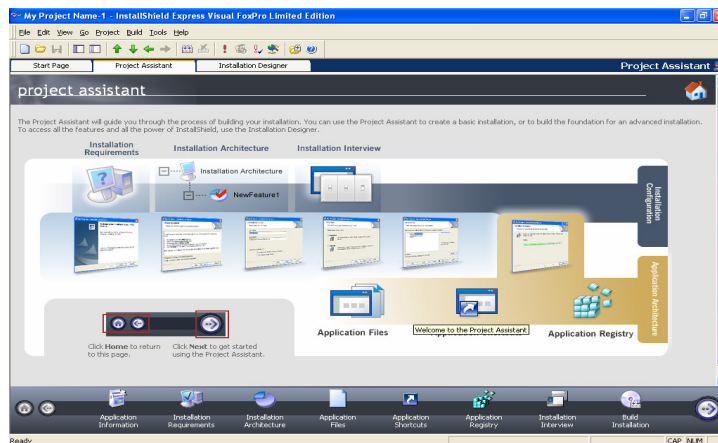 My Project Name-1 - InstallShield Express Visual FoxPro Limited Edition
File Edit View Go Project Build Tools Help
Start Page Project Assistant Installation Designer Project Assistant
project assistant
The Project Assistant will guide you through the process of building your installation. You can use the Project Assistant to create a basic installation, or to build the foundation for an advanced installation.
To access all the features and all the power of InstallShield, use the Installation Designer.
Installation
Requirements
Installation Architecture
Installation Interview
Installation Architecture
NewFeature1
Installation
Configuration
Application Architecture
Application Files
Welcome to the Project Assistant
Application Registry
Click Home to return
to this page.
Click Next to get started
using the Project Assistant.
Application
Information
Installation
Requirements
Installation
Architecture
Application
Files
Application
Shortcuts
Application
Registry
Installation
Interview
Build
Installation
Ready
CAP NUM